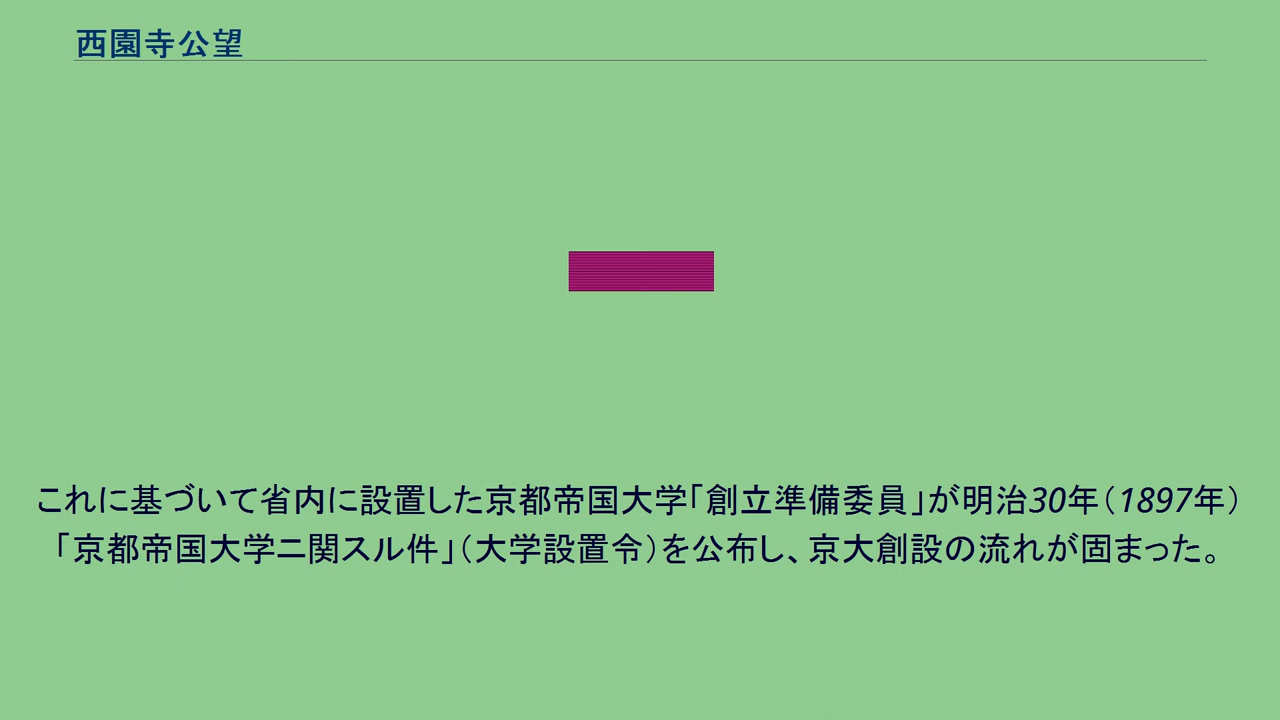 西園寺公望
これに基づいて省内に設置した京都帝国大学「創立準備委員」が明治30年（1897年）
「京都帝国大学ニ関スル件」（大学設置令）を公布し、京大創設の流れが固まった。